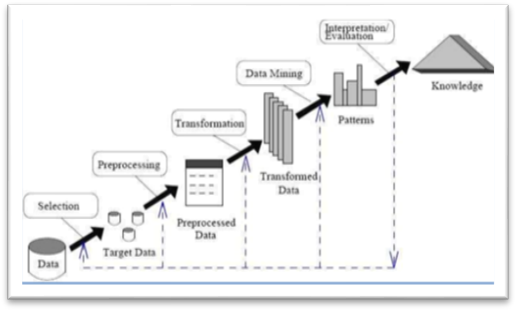 Interpretation/
Evaluation
Data Mining
Knowledge
Transformation
Patterns
Preprocessing
Transformed
Data
Selection
Preprocessed
Data
Target Data
Data